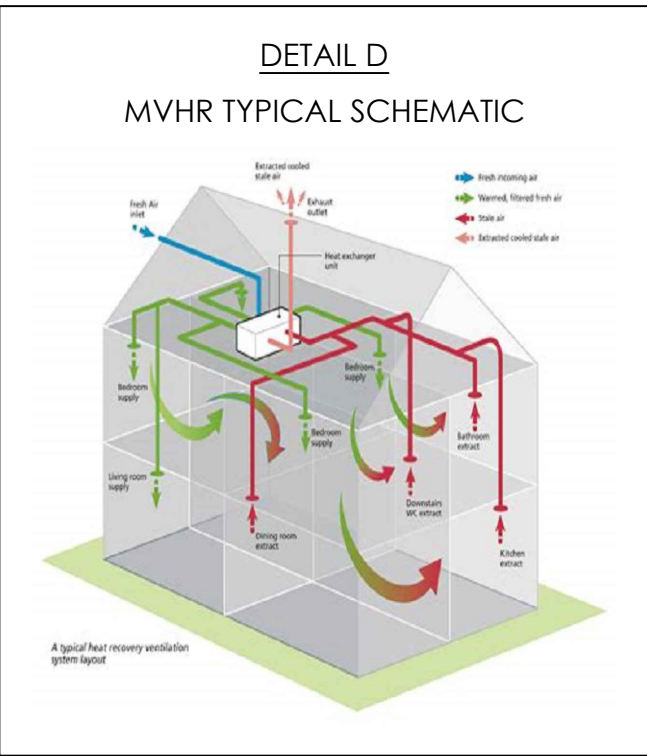 DETAIL D
MVHR TYPICAL SCHEMATIC
Extracted cooled
stale air
Exhaust
outlet
Fresh Air
inlet
Heat exchanger
unit
Fresh incoming air
Warmed, filtered fresh air
Stale air
Extracted cooled stale air
Bedroom
supply
Bedroom
supply
Bedroom
supply
Bathroom
extract
Living room
supply
Dining room
extract
Downstairs
WC extract
Kitchen
extract
A typical heat recovery ventilation
system layout